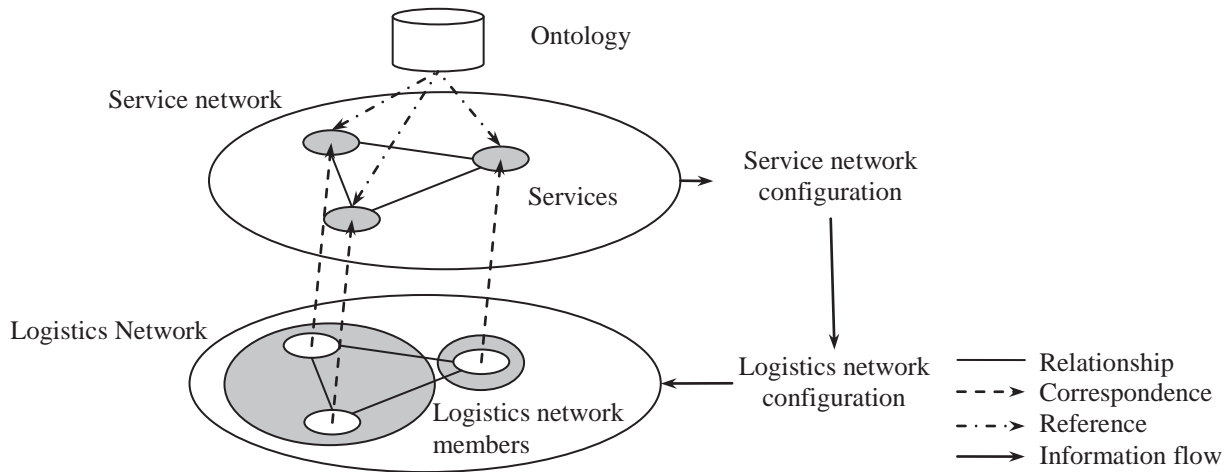 Ontology
Service network
Services
Service network
configuration
Logistics Network
Logistics network
members
Logistics network
configuration
Relationship
Correspondence
Reference
Information flow